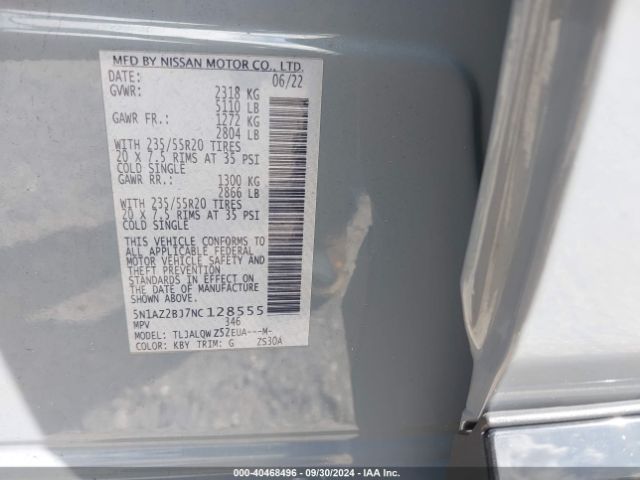 MFD BY NISSAN MOTOR CO., LTD.
DATE: 06/22
GVWR: 2318 KG
5110 LB
GAWR FR.: 1272 KG
2804 LB
WITH 235/55R20 TIRES
20 X 7.5 RIMS AT 35 PSI
COLD SINGLE
GAWR RR.: 1300 KG
2866 LB
WITH 235/55R20 TIRES
20 X 7.5 RIMS AT 35 PSI
COLD SINGLE
THIS VEHICLE CONFORMS TO
ALL APPLICABLE FEDERAL
MOTOR VEHICLE SAFETY AND
THEFT PREVENTION
STANDARDS IN EFFECT ON
THE DATE OF MANUFACTURE
SHOWN ABOVE.
5N1AZ2BJ7NC128555
MPV 346
MODEL: TLJALQWZ5ZEUA---M-
COLOR: KBY TRIM: G ZS30A
000-40468496 - 09/30/2024 - IAA Inc.